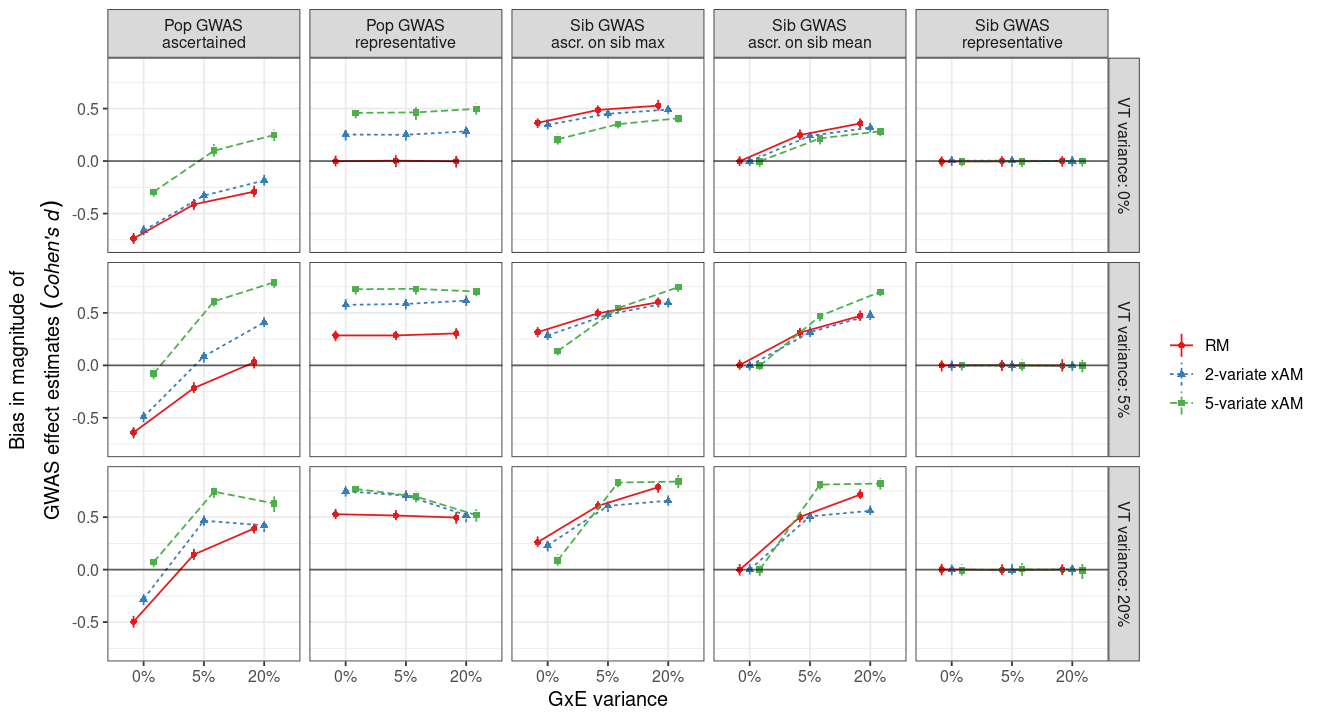 Pop GWAS
ascertained
Pop GWAS
representative
Sib GWAS
ascr. on sib max
Sib GWAS
ascr. on sib mean
Sib GWAS
representative
Bias in magnitude of
GWAS effect estimates (Cohen's d)
0.5
0.0
-0.5
VT variance: 0%
0.5
0.0
-0.5
VT variance: 5%
0.5
0.0
-0.5
VT variance: 20%
0% 5% 20% 0% 5% 20% 0% 5% 20% 0% 5% 20% 0% 5% 20%
GxE variance
RM
2-variate xAM
5-variate xAM